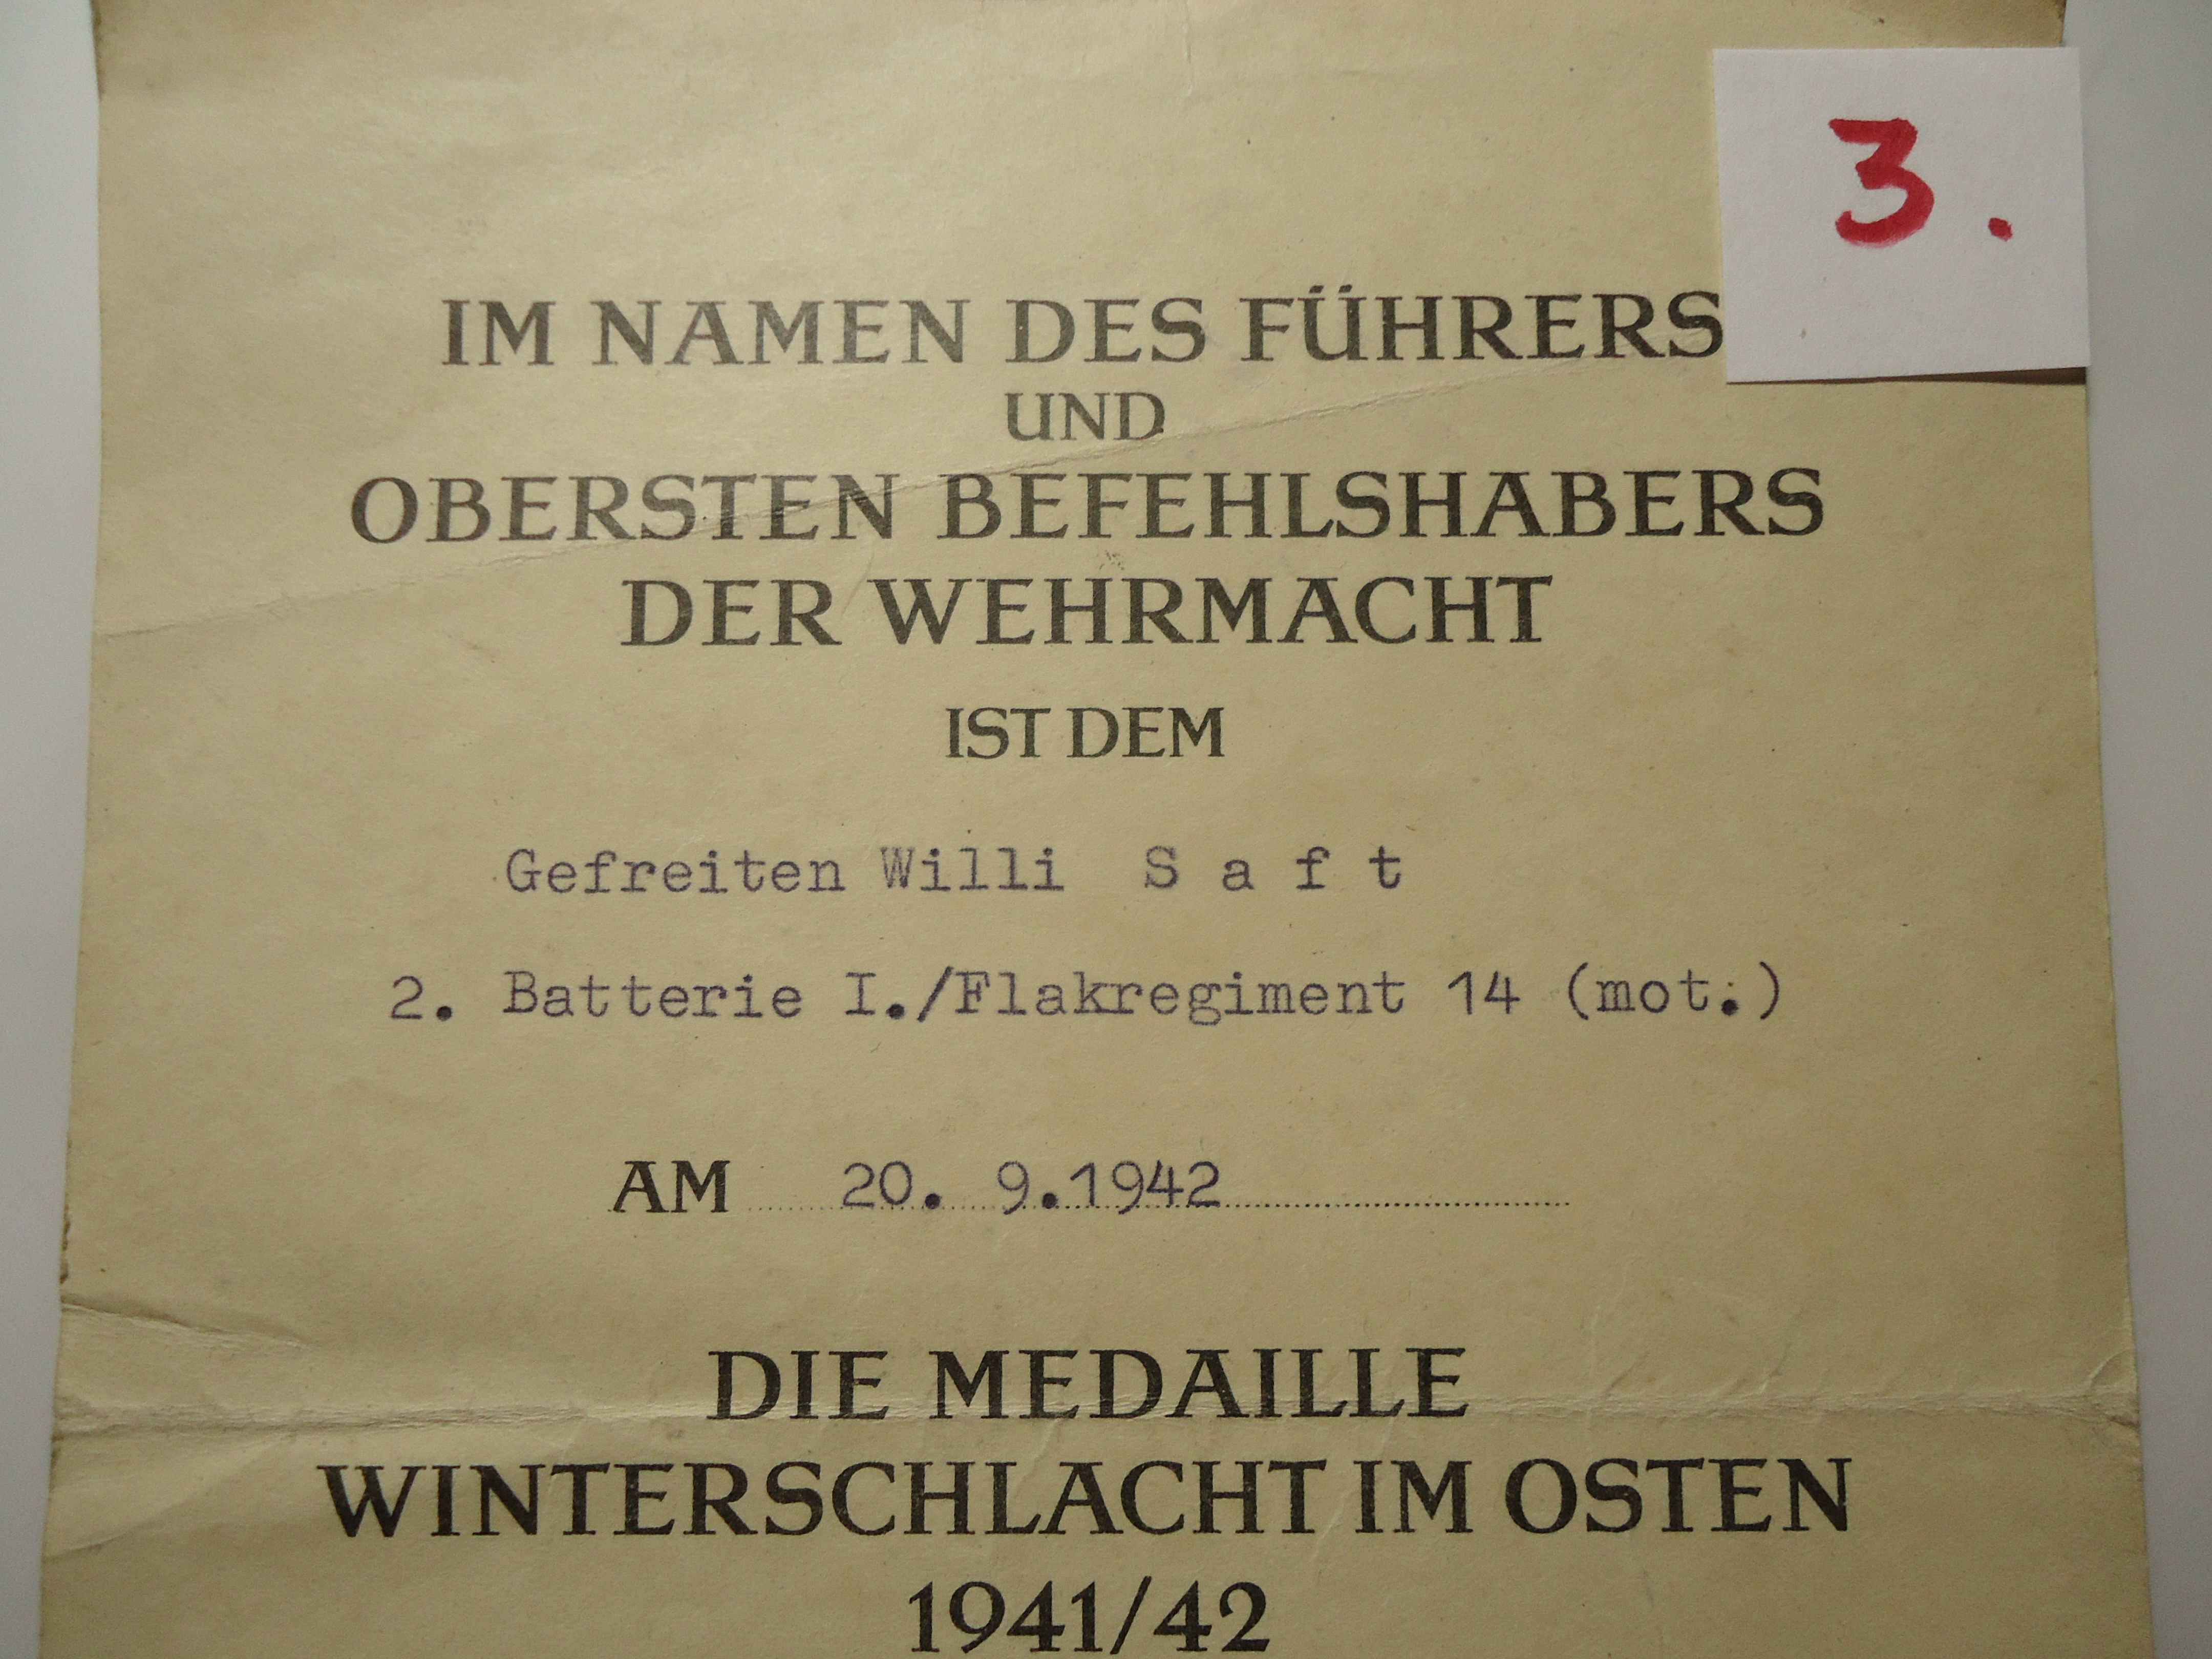 3.
IM NAMEN DES FÜHRERS
UND
OBERSTEN BEFEHLSHABERS
DER WEHRMACHT
IST DEM
Gefreiten Willi S a f t
2. Batterie I./Flakregiment 14 (mot.)
AM 20. 9.1942
DIE MEDAILLE
WINTERSCHLACHT IM OSTEN
1941/42